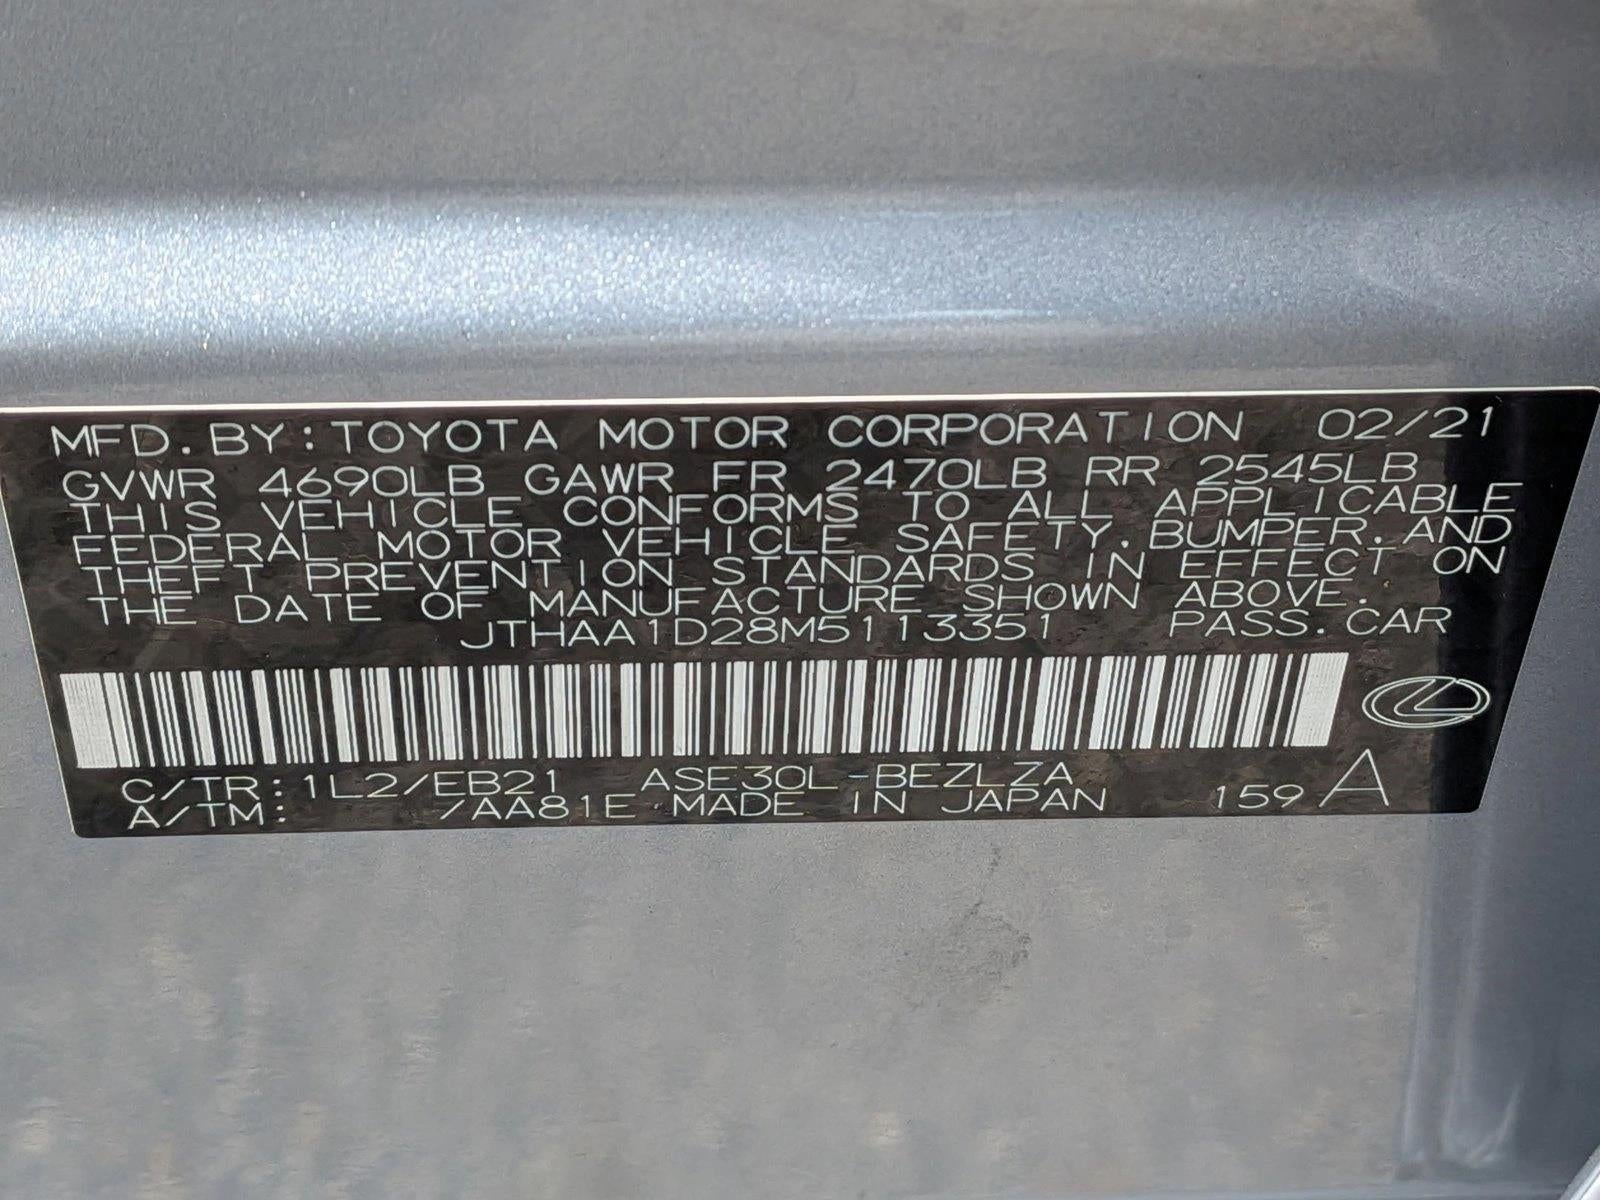 MFD. BY: TOYOTA MOTOR CORPORATION 02/21
GVWR 4690LB GAWR FR 2470LB RR 2545LB
THIS VEHICLE CONFORMS TO ALL APPLICABLE
FEDERAL MOTOR VEHICLE SAFETY, BUMPER, AND
THEFT PREVENTION STANDARDS IN EFFECT ON
THE DATE OF MANUFACTURE SHOWN ABOVE.
JTHAA1D28M5113351 PASS. CAR
C/TR: 1L2/EB21 ASE30L-BEZLZA
A/TM: /AA81E MADE IN JAPAN 159 A